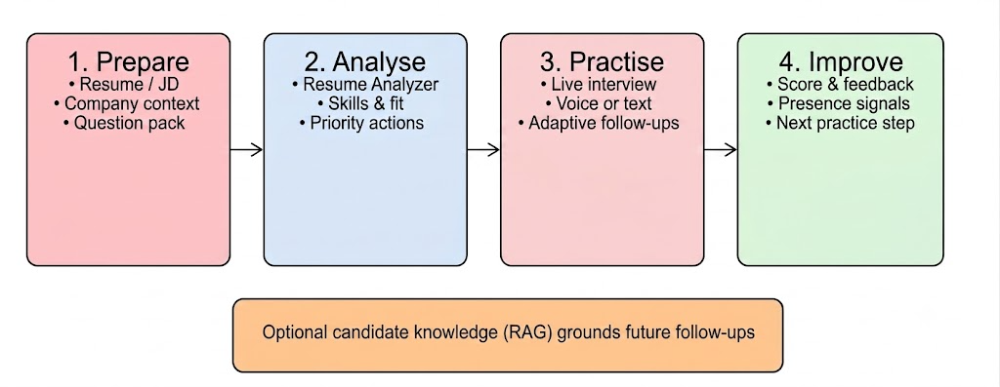 1. Prepare
• Resume / JD
• Company context
• Question pack
2. Analyse
• Resume Analyzer
• Skills & fit
• Priority actions
3. Practise
• Live interview
• Voice or text
• Adaptive follow-ups
4. Improve
• Score & feedback
• Presence signals
• Next practice step
Optional candidate knowledge (RAG) grounds future follow-ups